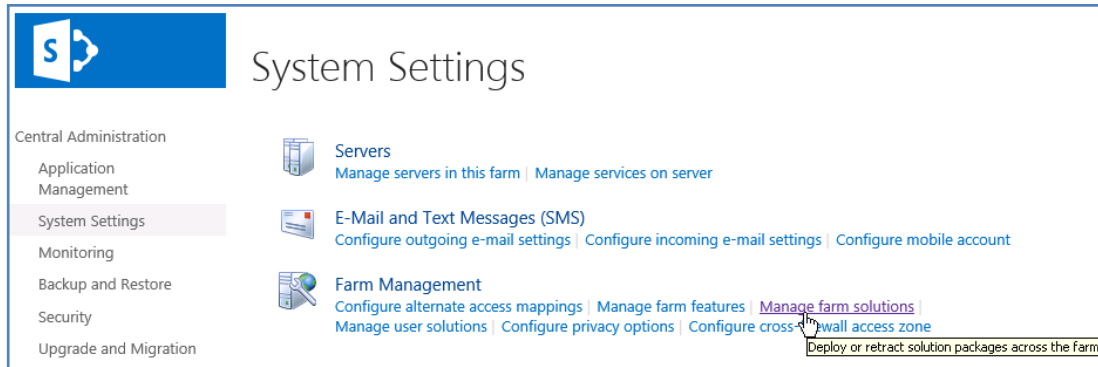 S
System Settings
Central Administration
Application
Management
System Settings
Monitoring
Backup and Restore
Security
Upgrade and Migration
Servers
Manage servers in this farm | Manage services on server
E-Mail and Text Messages (SMS)
Configure outgoing e-mail settings | Configure incoming e-mail settings | Configure mobile account
Farm Management
Configure alternate access mappings | Manage farm features | Manage farm solutions |
Manage user solutions | Configure privacy options | Configure cross-firewall access zone
Deploy or retract solution packages across the farm